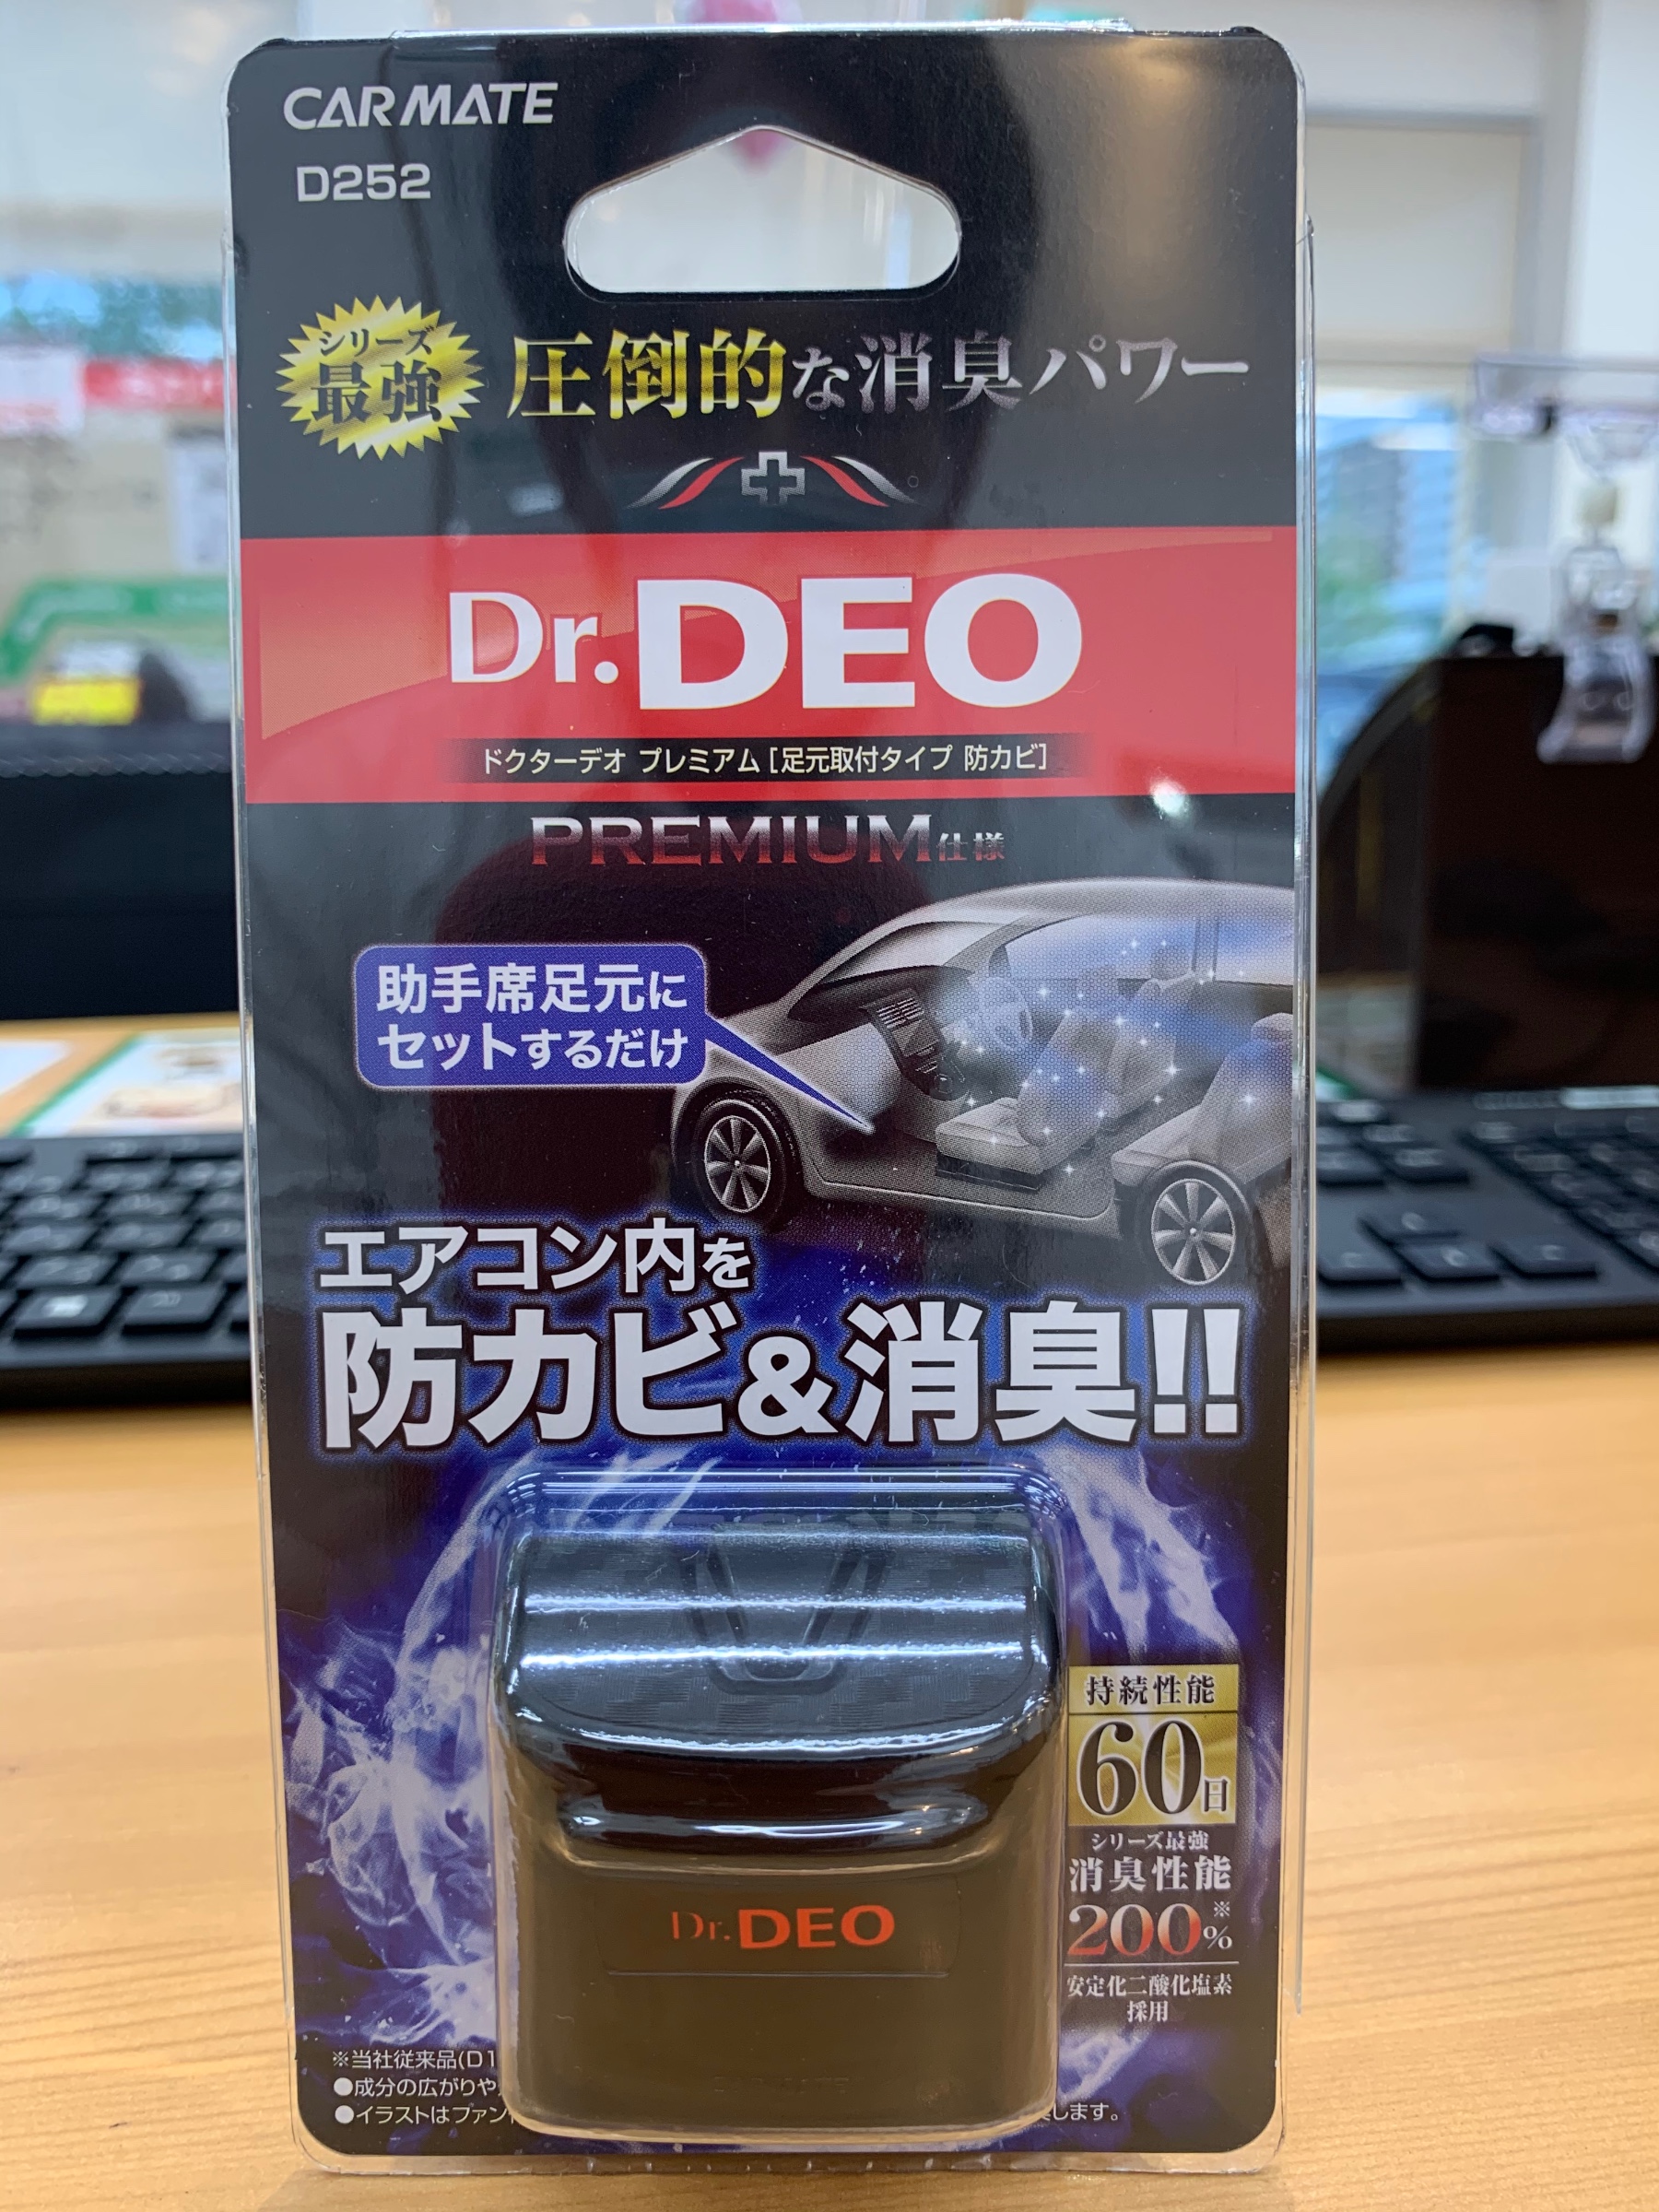 CARMATE
D252
シリーズ
最強
圧倒的な消臭パワー
Dr.DEO
ドクターデオ プレミアム [足元取付タイプ 防カビ]
PREMIUM仕様
助手席足元に
セットするだけ
エアコン内を
防カビ&消臭!!
持続性能
60日
シリーズ最強
消臭性能
200%※
安定化二酸化塩素
採用
Dr.DEO
※当社従来品(D1
●成分の広がりや
●イラストはファン
します。